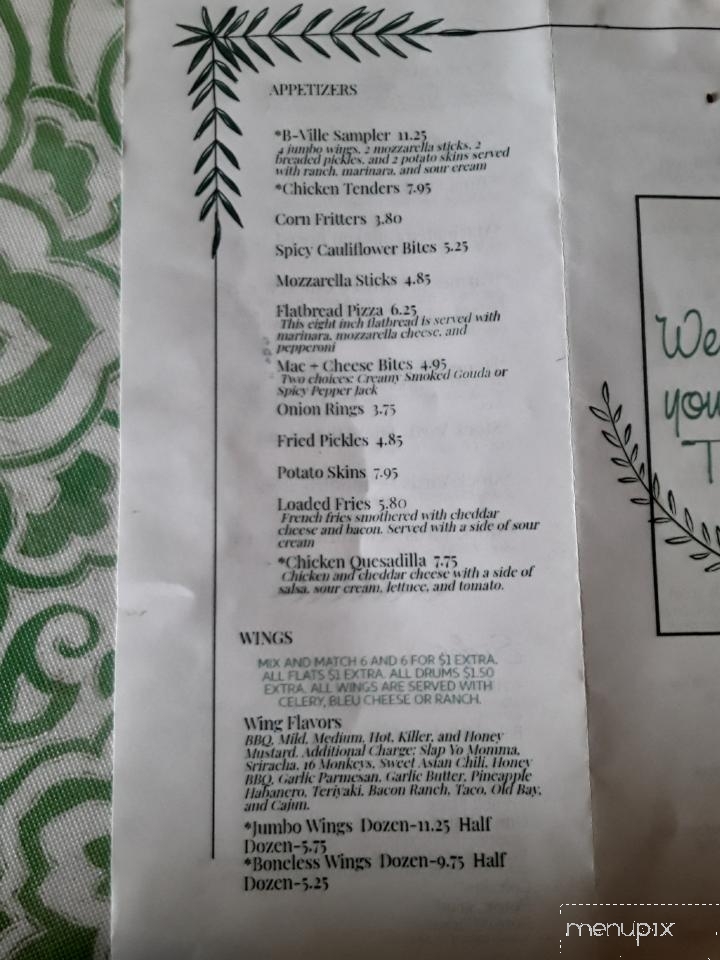 APPETIZERS
*B-Ville Sampler 11.25
4 jumbo wings, 2 mozzarella sticks, 2
breaded pickles, and 2 potato skins served
with ranch, marinara, and sour cream
*Chicken Tenders 7.95
Corn Fritters 3.80
Spicy Cauliflower Bites 5.25
Mozzarella Sticks 4.85
Flatbread Pizza 6.25
This eight inch flatbread is served with
marinara, mozzarella cheese, and
pepperoni
Mac + Cheese Bites 4.95
Two choices: Creamy Smoked Gouda or
Spicy Pepper Jack
Onion Rings 3.75
Fried Pickles 4.85
Potato Skins 7.95
Loaded Fries 5.80
French fries smothered with cheddar
cheese and bacon. Served with a side of sour
cream
*Chicken Quesadilla 7.75
Chicken and cheddar cheese with a side of
salsa, sour cream, lettuce, and tomato.
WINGS
MIX AND MATCH 6 AND 6 FOR $1 EXTRA.
ALL FLATS $1 EXTRA. ALL DRUMS $1.50
EXTRA. ALL WINGS ARE SERVED WITH
CELERY, BLEU CHEESE OR RANCH.
Wing Flavors
BBQ, Mild, Medium, Hot, Killer, and Honey
Mustard. Additional Charge: Slap Yo Momma,
Sriracha, 16 Monkeys, Sweet Asian Chili, Honey
BBQ, Garlic Parmesan, Garlic Butter, Pineapple
Habanero, Teriyaki, Bacon Ranch, Taco, Old Bay,
and Cajun.
*Jumbo Wings Dozen-11.25 Half
Dozen-5.75
*Boneless Wings Dozen-9.75 Half
Dozen-5.25
We
you
T
menupix